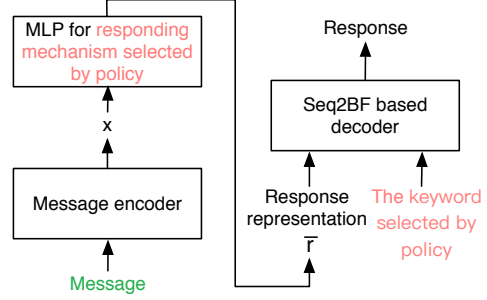 MLP for responding
mechanism selected
by policy
x
Message encoder
Message
Response
Seq2BF based
decoder
Response
representation
r̅
The keyword
selected by
policy